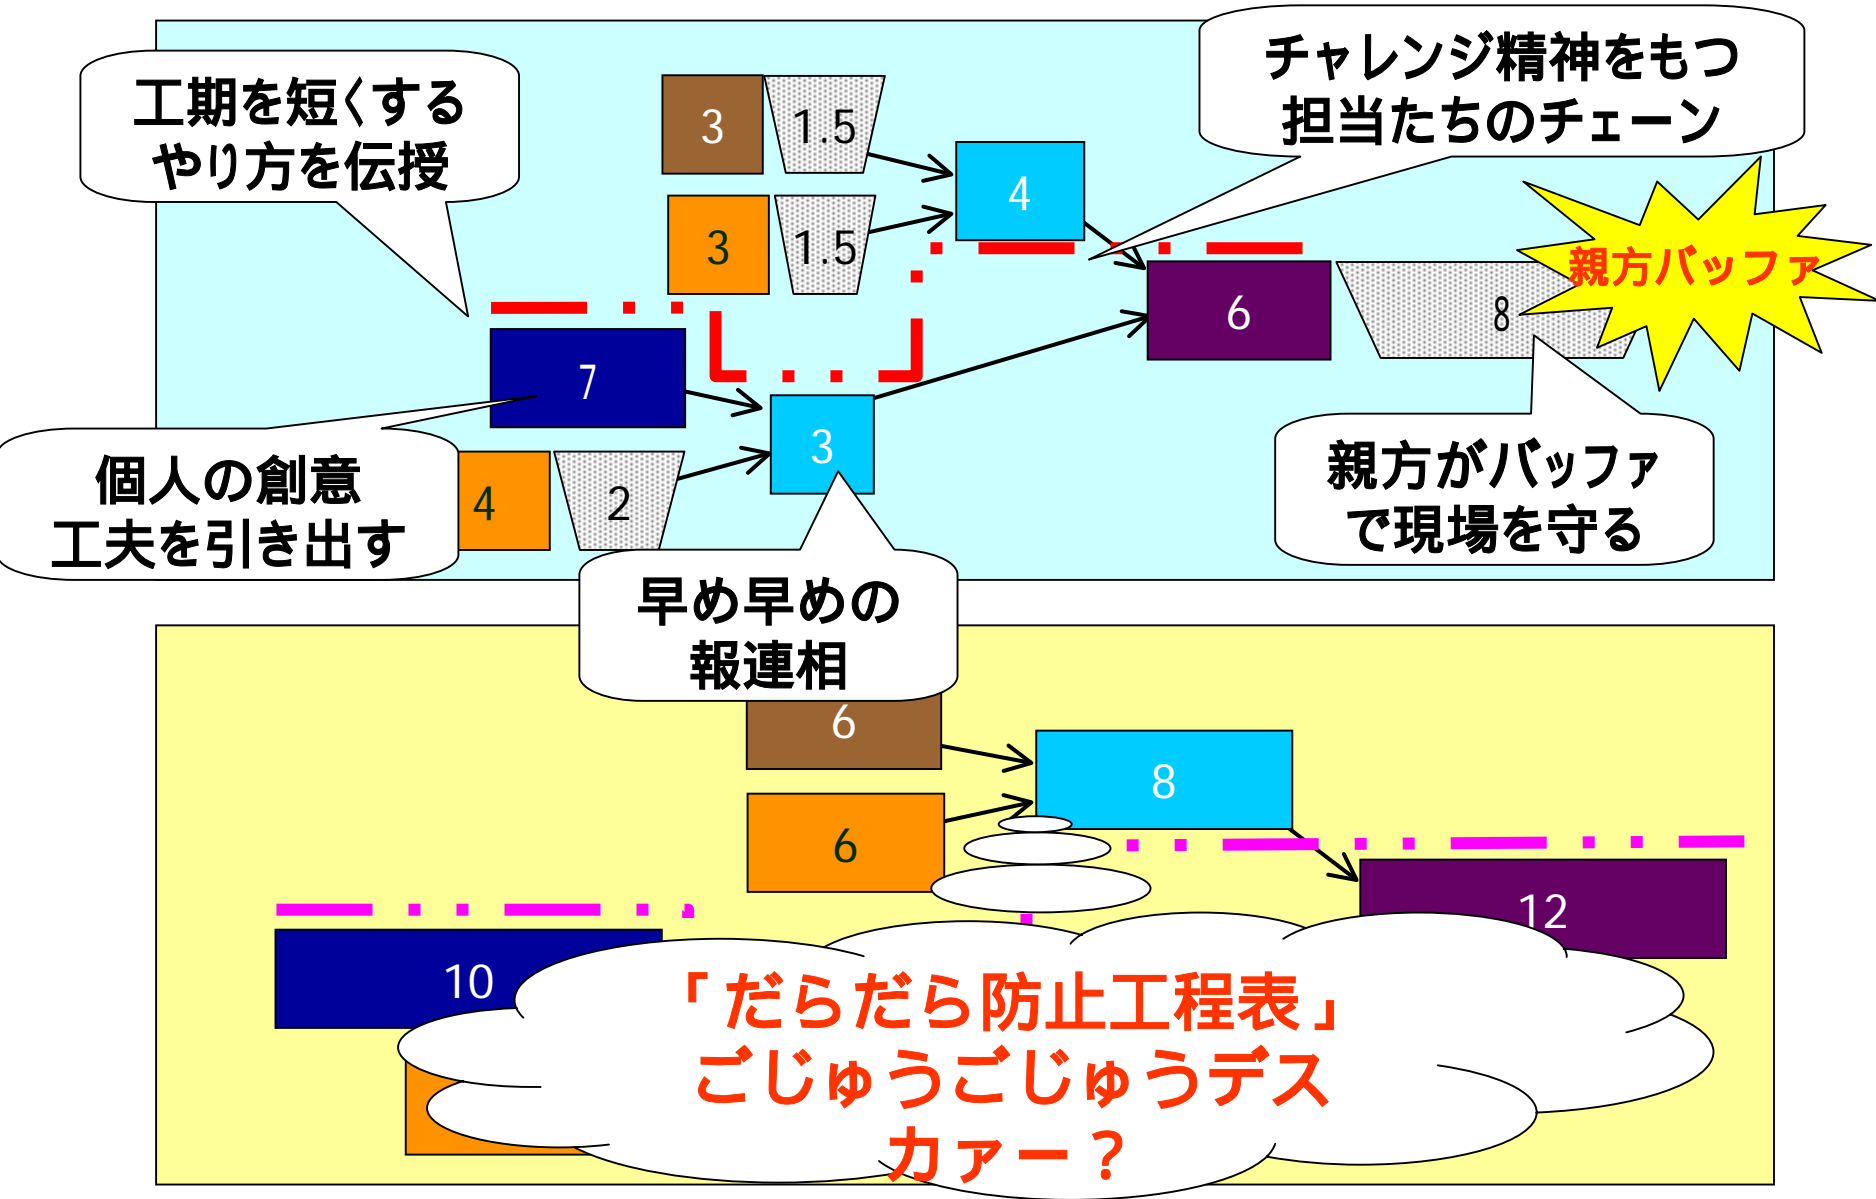 工期を短くする
やり方を伝授
チャレンジ精神をもつ
担当たちのチェーン
3
1.5
4
3
1.5
親方バッファ
6
8
7
3
個人の創意
工夫を引き出す
4
2
親方がバッファ
で現場を守る
早め早めの
報連相
6
8
6
12
10
「だらだら防止工程表」
ごじゅうごじゅうデス
カァー？